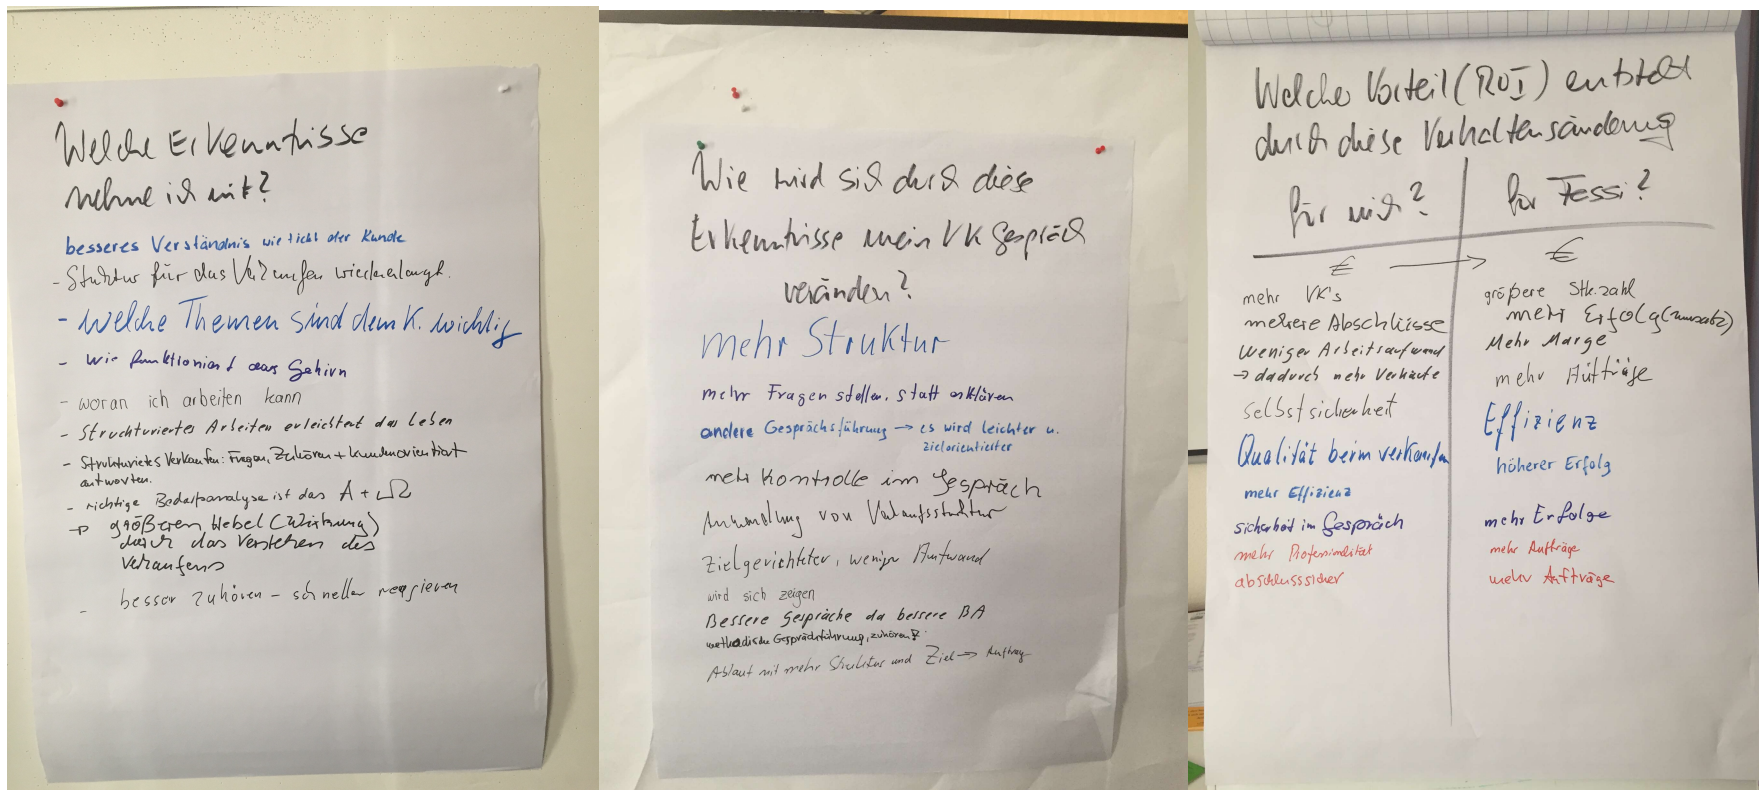 Welche Erkenntnisse
nehme ich mit?
besseres Verständnis wie tickt der Kunde
- Struktur für das Verkaufen wiedererlangt.
- Welche Themen sind dem K. wichtig
- Wie funktioniert das Gehirn
- woran ich arbeiten kann
- Strukturiertes Arbeiten erleichtert das Leben
- Strukturiertes Verkaufen: Fragen, Zuhören + kundenorientiert
antworten.
- richtige Bedarfsanalyse ist das A + Ω
→ größeren Hebel (Wirkung)
durch das Verstehen des
Verkaufens
- besser zuhören - schneller reagieren
Wie wird sich durch diese
Erkenntnisse mein VK Gespräch
verändern?
mehr Struktur
mehr Fragen stellen, statt erklären
andere Gesprächsführung → es wird leichter u.
zielorientierter
mehr Kontrolle im Gespräch
Anwendung von Verkaufsstruktur
Zielgerichteter, weniger Aufwand
wird sich zeigen
Bessere Gespräche da bessere BA
methodische Gesprächsführung, zuhören
Ablauf mit mehr Struktur und Ziel → Auftrag
Welcher Vorteil (ROI) entsteht
durch diese Verhaltensänderung
für mich?
€ →
mehr VK's
mehrere Abschlüsse
weniger Arbeitsaufwand
→ dadurch mehr Verkäufe
Selbstsicherheit
Qualität beim verkaufen
mehr Effizienz
sicherheit im Gespräch
mehr Professionalität
abschlusssicher
für Fessi?
€
größere Stk.zahl
mehr Erfolg (umsatz)
Mehr Marge
mehr Aufträge
Effizienz
höherer Erfolg
mehr Erfolge
mehr Aufträge
mehr Aufträge